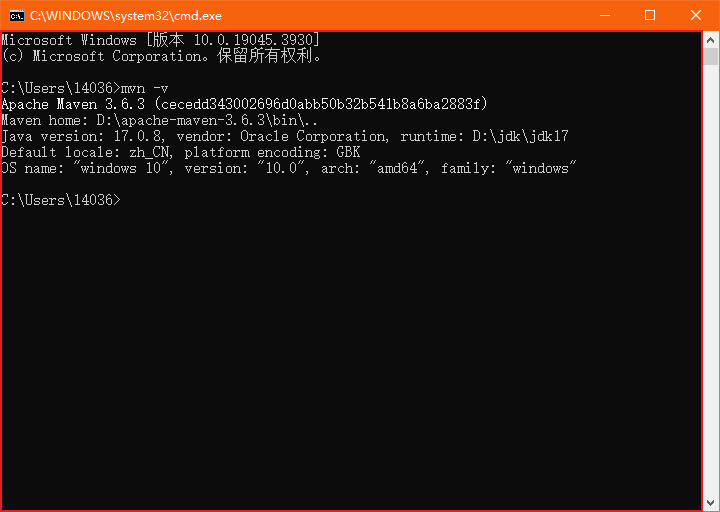 C:\WINDOWS\system32\cmd.exe
Microsoft Windows [版本 10.0.19045.3930]
(c) Microsoft Corporation。保留所有权利。
C:\Users\14036>mvn -v
Apache Maven 3.6.3 (cecedd343002696d0abb50b32b541b8a6ba2883f)
Maven home: D:\apache-maven-3.6.3\bin\..
Java version: 17.0.8, vendor: Oracle Corporation, runtime: D:\jdk\jdk17
Default locale: zh_CN, platform encoding: GBK
OS name: "windows 10", version: "10.0", arch: "amd64", family: "windows"
C:\Users\14036>